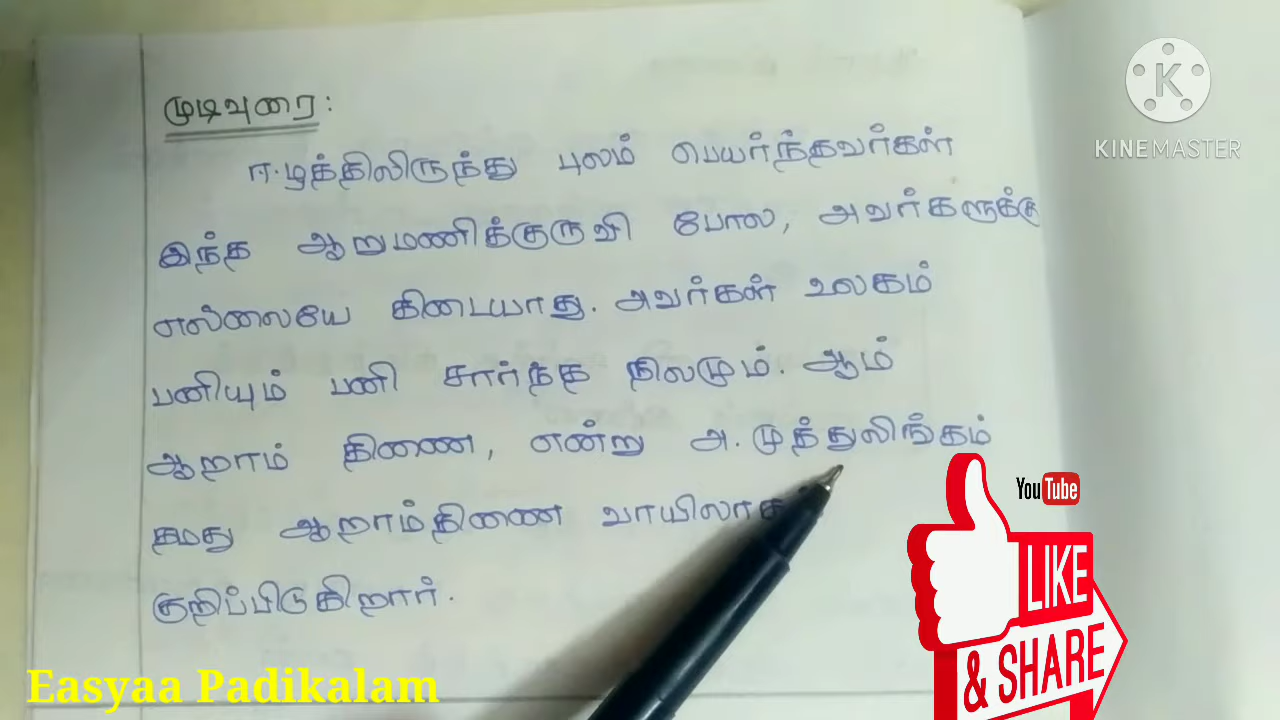 முடிவுரை:
ஈழத்திலிருந்து புலம் பெயர்ந்தவர்கள்
இந்த ஆறுமணிக்குருவி போல, அவர்களுக்கு
எல்லையே கிடையாது. அவர்கள் உலகம்
பனியும் பனி சார்ந்த நிலமும். ஆம்
ஆறாம் திணை, என்று அ. முத்துலிங்கம்
தமது ஆறாம்திணை வாயிலாக
குறிப்பிடுகிறார்.
K
KINEMASTER
YouTube
LIKE
& SHARE
Easyaa Padikalam